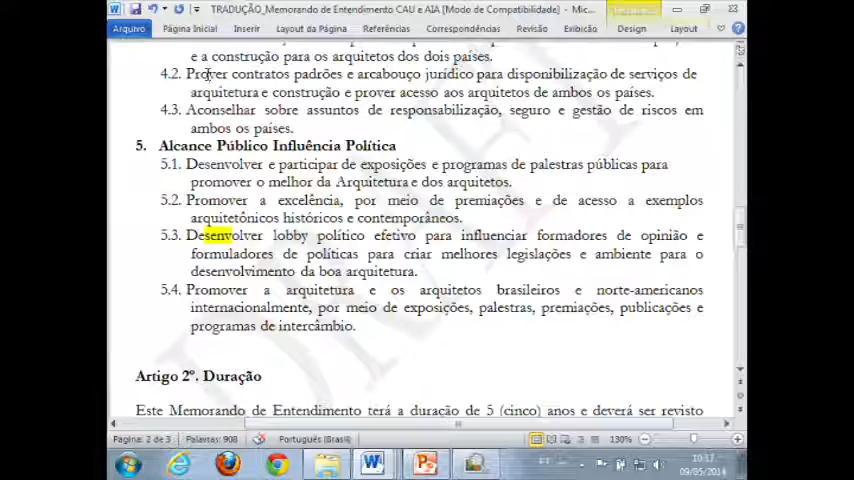 TRADUÇÃO_Memorando de Entendimento CAU e AIA [Modo de Compatibilidade] - Mic...
Arquivo Página Inicial Inserir Layout da Página Referências Correspondências Revisão Exibição Design Layout
e a construção para os arquitetos dos dois países.
4.2. Prover contratos padrões e arcabouço jurídico para disponibilização de serviços de
arquitetura e construção e prover acesso aos arquitetos de ambos os países.
4.3. Aconselhar sobre assuntos de responsabilização, seguro e gestão de riscos em
ambos os países.
5. Alcance Público Influência Política
5.1. Desenvolver e participar de exposições e programas de palestras públicas para
promover o melhor da Arquitetura e dos arquitetos.
5.2. Promover a excelência, por meio de premiações e de acesso a exemplos
arquitetônicos históricos e contemporâneos.
5.3. Desenvolver lobby político efetivo para influenciar formadores de opinião e
formuladores de políticas para criar melhores legislações e ambiente para o
desenvolvimento da boa arquitetura.
5.4. Promover a arquitetura e os arquitetos brasileiros e norte-americanos
internacionalmente, por meio de exposições, palestras, premiações, publicações e
programas de intercâmbio.
Artigo 2º. Duração
Este Memorando de Entendimento terá a duração de 5 (cinco) anos e deverá ser revisto
Página: 2 de 3 Palavras: 908 Português (Brasil) 130%
10:17
09/05/2014